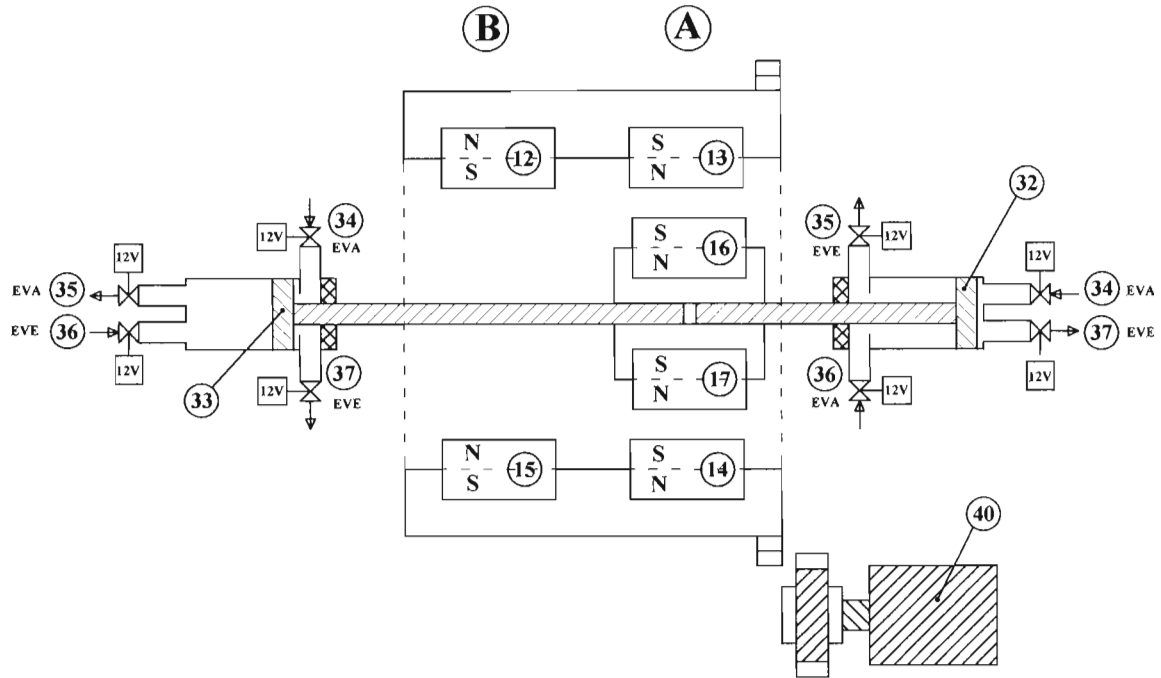 B A
N S
12 13
S N
32
34 35
S
12V EVA 16 EVE 12V
12V N 12V
EVA 35 34 EVA
EVE 36 37 EVE
12V 37 S 36 12V
33 12V EVE 17 EVA 12V
N
N S
15 14
S N
40